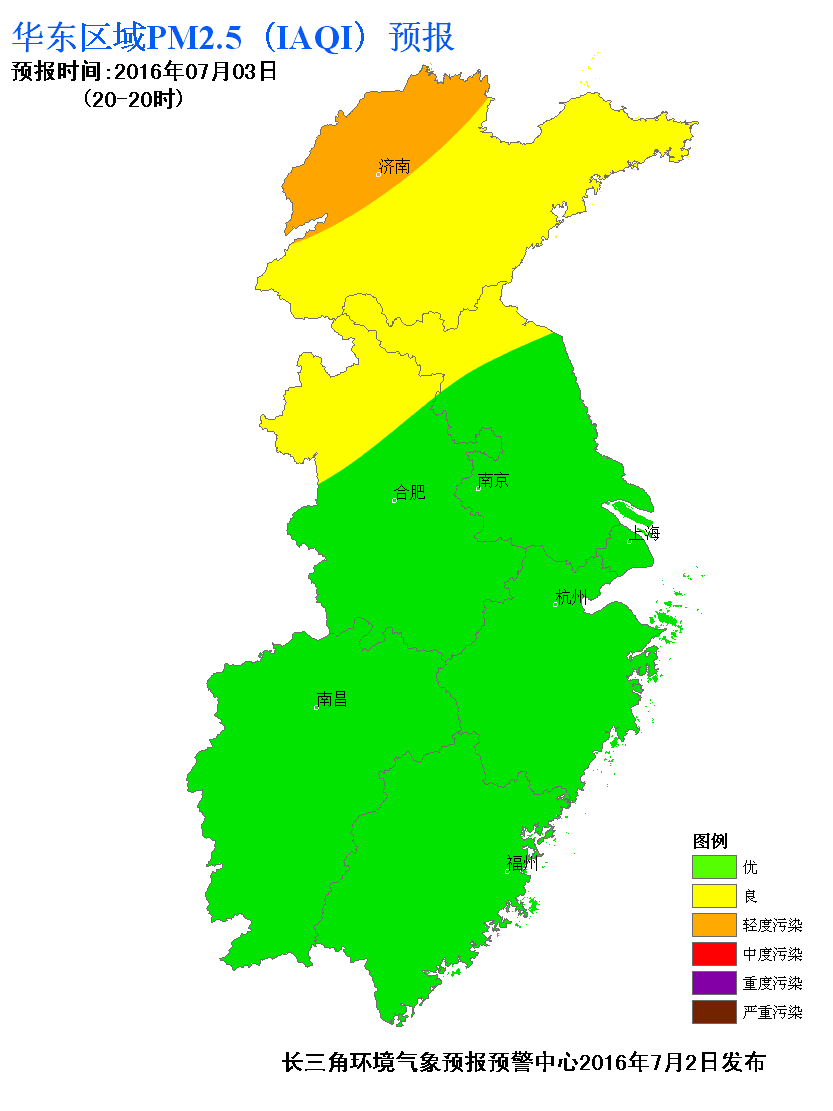 华东区域PM2.5（IAQI）预报
预报时间:2016年07月03日
(20-20时)
济南
南京
合肥
上海
杭州
南昌
福州
图例
优
良
轻度污染
中度污染
重度污染
严重污染
长三角环境气象预报预警中心2016年7月2日发布